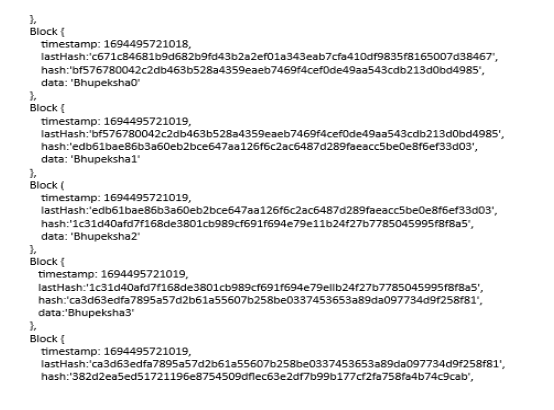 },
Block {
timestamp: 1694495721018,
lastHash:'c671c84681b9d682b9fd43b2a2ef01a343eab7cfa410df9835f8165007d38467',
hash:'bf576780042c2db463b528a4359eaeb7469f4cef0de49aa543cdb213d0bd4985',
data: 'Bhupeksha0'
},
Block {
timestamp: 1694495721019,
lastHash:'bf576780042c2db463b528a4359eaeb7469f4cef0de49aa543cdb213d0bd4985',
hash:'edb61bae86b3a60eb2bce647aa126f6c2ac6487d289faeacc5be0e8f6ef33d03',
data: 'Bhupeksha1'
},
Block {
timestamp: 1694495721019,
lastHash:'edb61bae86b3a60eb2bce647aa126f6c2ac6487d289faeacc5be0e8f6ef33d03',
hash:'1c31d40afd7f168de3801cb989cf691f694e79e11b24f27b7785045995f8f8a5',
data: 'Bhupeksha2'
},
Block {
timestamp: 1694495721019,
lastHash:'1c31d40afd7f168de3801cb989cf691f694e79ellb24f27b7785045995f8f8a5',
hash:'ca3d63edfa7895a57d2b61a55607b258be0337453653a89da097734d9f258f81',
data:'Bhupeksha3'
},
Block {
timestamp: 1694495721019,
lastHash:'ca3d63edfa7895a57d2b61a55607b258be0337453653a89da097734d9f258f81',
hash:'382d2ea5ed51721196e8754509dflec63e2df7b99b177cf2fa758fa4b74c9cab',